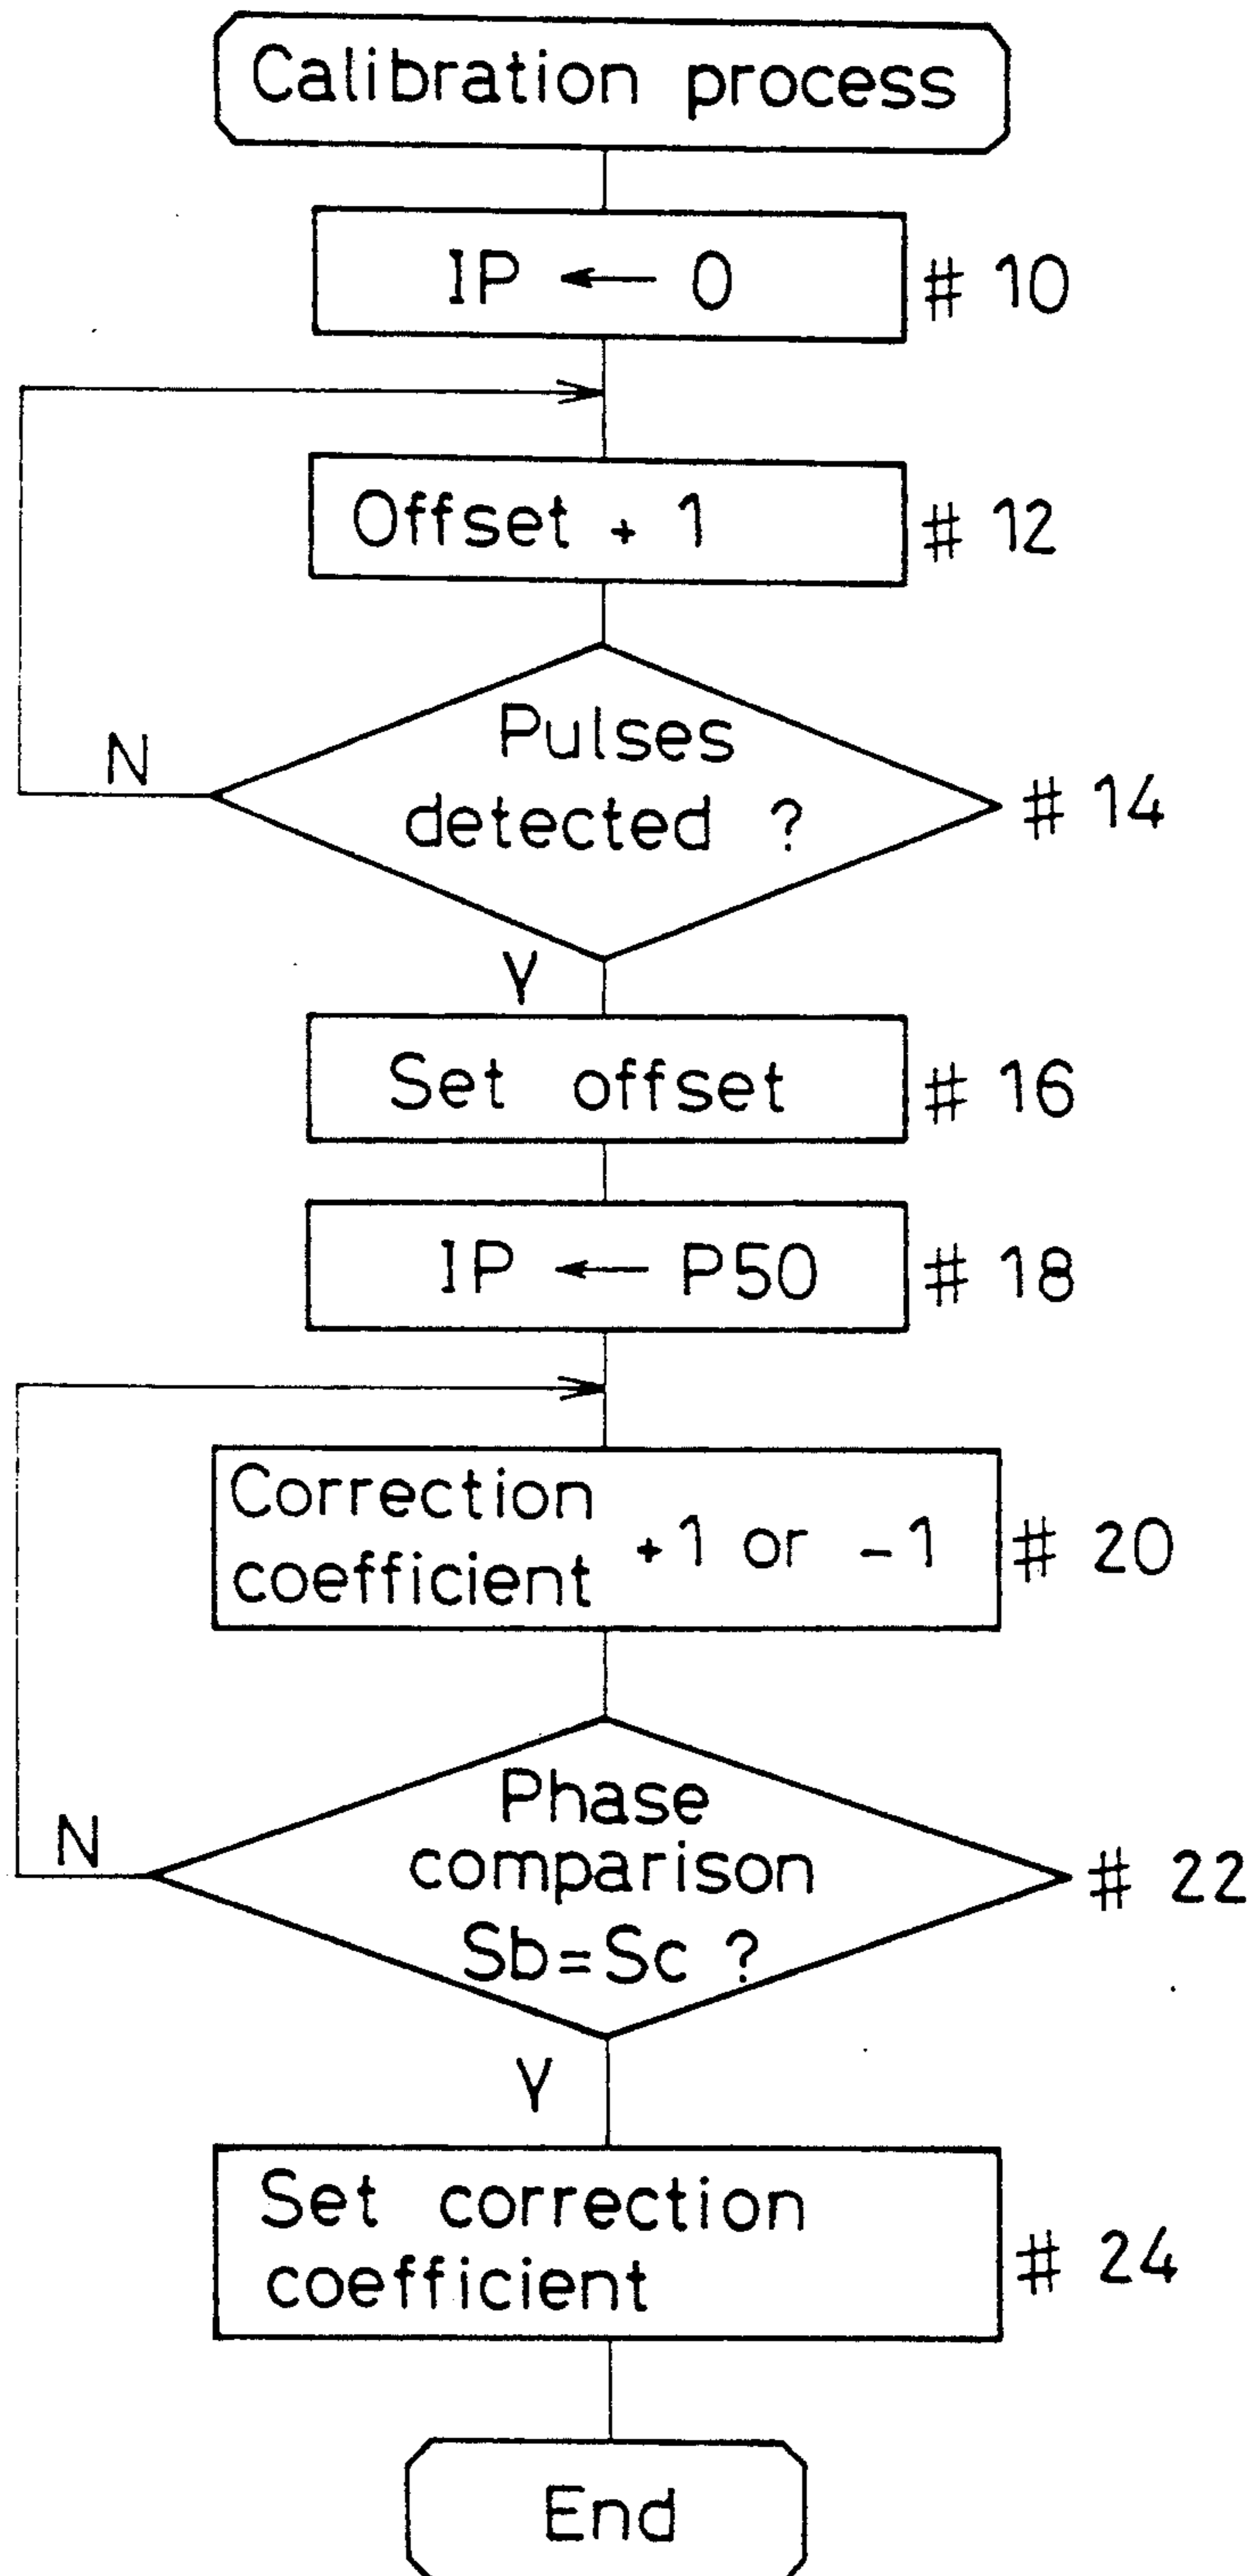 Calibration process
IP ← 0 # 10
Offset + 1 # 12
Pulses
detected ? # 14
N
Y
Set offset # 16
IP ← P50 # 18
Correction
coefficient +1 or -1 # 20
Phase
comparison
Sb=Sc ? # 22
N
Y
Set correction
coefficient # 24
End